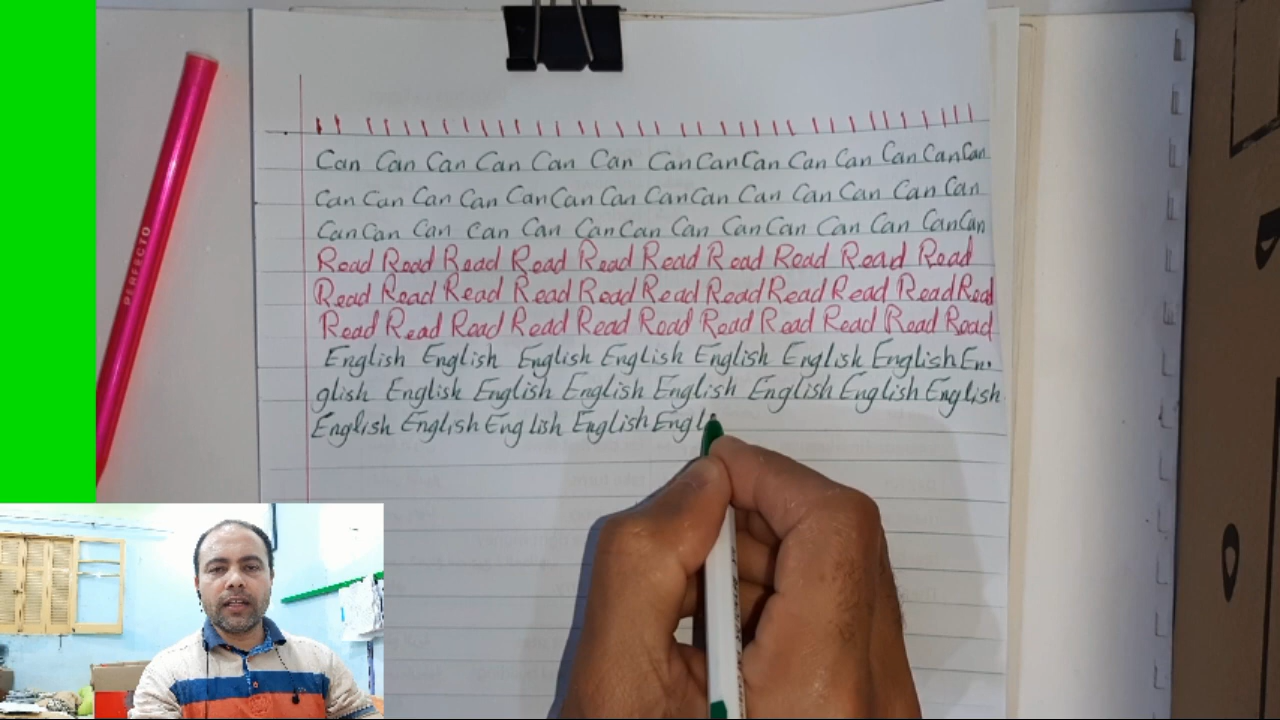 Can Can Can Can Can Can Can Can Can Can Can Can Can Can
Can Can Can Can Can Can Can Can Can Can Can Can Can Can
Can Can Can Can Can Can Can Can Can Can Can Can Can Can
Read Read Read Read Read Read Read Read Read Read
Read Read Read Read Read Read Read Read Read Read Read
Read Read Read Read Read Read Read Read Read Read Read
English English English English English English English En.
glish English English English English English English English
English English English English Engl
PERFECTO